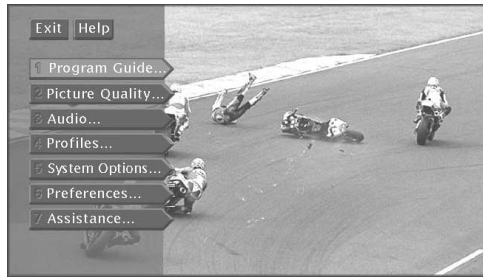 Exit Help
1 Program Guide...
2 Picture Quality...
3 Audio...
4 Profiles...
5 System Options...
6 Preferences...
7 Assistance...